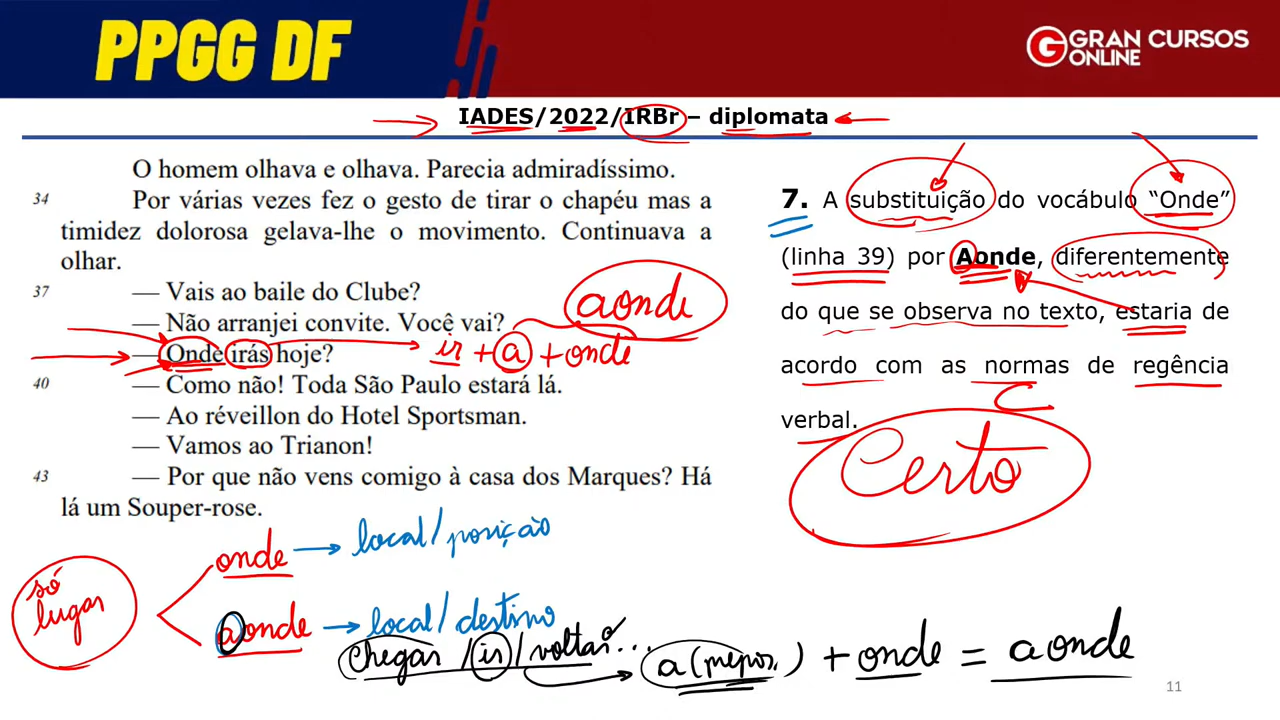 PPGG DF
GRAN CURSOS
ONLINE
IADES/2022/IRBr – diplomata
O homem olhava e olhava. Parecia admiradíssimo.
34 Por várias vezes fez o gesto de tirar o chapéu mas a
timidez dolorosa gelava-lhe o movimento. Continuava a
olhar.
37 — Vais ao baile do Clube?
— Não arranjei convite. Você vai?
aonde
— Onde irás hoje?
ir + a + onde
40 — Como não! Toda São Paulo estará lá.
— Ao réveillon do Hotel Sportsman.
— Vamos ao Trianon!
43 — Por que não vens comigo à casa dos Marques? Há
lá um Souper-rose.
7. A substituição do vocábulo “Onde”
(linha 39) por Aonde, diferentemente
do que se observa no texto, estaria de
acordo com as normas de regência
verbal.
C
Certo
só
lugar
onde → local/posição
aonde → local/destino
chegar /ir/ voltar... a (prepos.) + onde = aonde
11